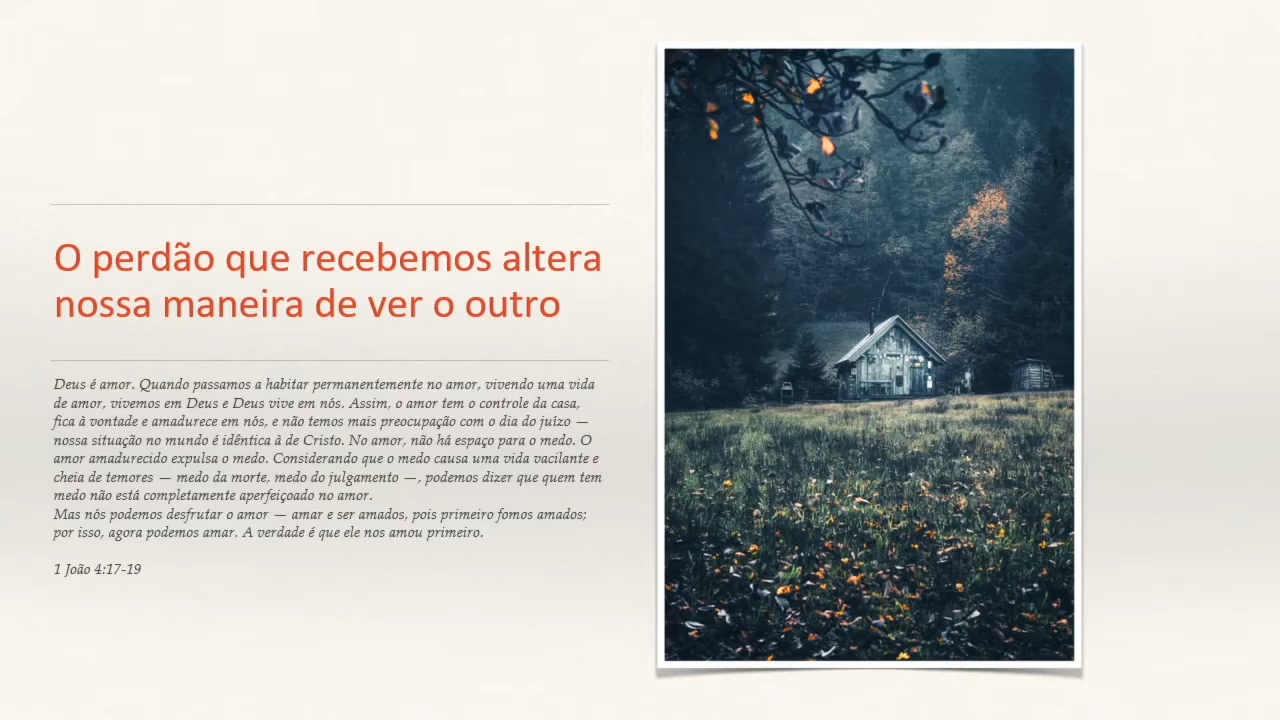 O perdão que recebemos altera
nossa maneira de ver o outro
Deus é amor. Quando passamos a habitar permanentemente no amor, vivendo uma vida
de amor, vivemos em Deus e Deus vive em nós. Assim, o amor tem o controle da casa,
fica à vontade e amadurece em nós, e não temos mais preocupação com o dia do juízo —
nossa situação no mundo é idêntica à de Cristo. No amor, não há espaço para o medo. O
amor amadurecido expulsa o medo. Considerando que o medo causa uma vida vacilante e
cheia de temores — medo da morte, medo do julgamento —, podemos dizer que quem tem
medo não está completamente aperfeiçoado no amor.
Mas nós podemos desfrutar o amor — amar e ser amados, pois primeiro fomos amados;
por isso, agora podemos amar. A verdade é que ele nos amou primeiro.
1 João 4:17-19